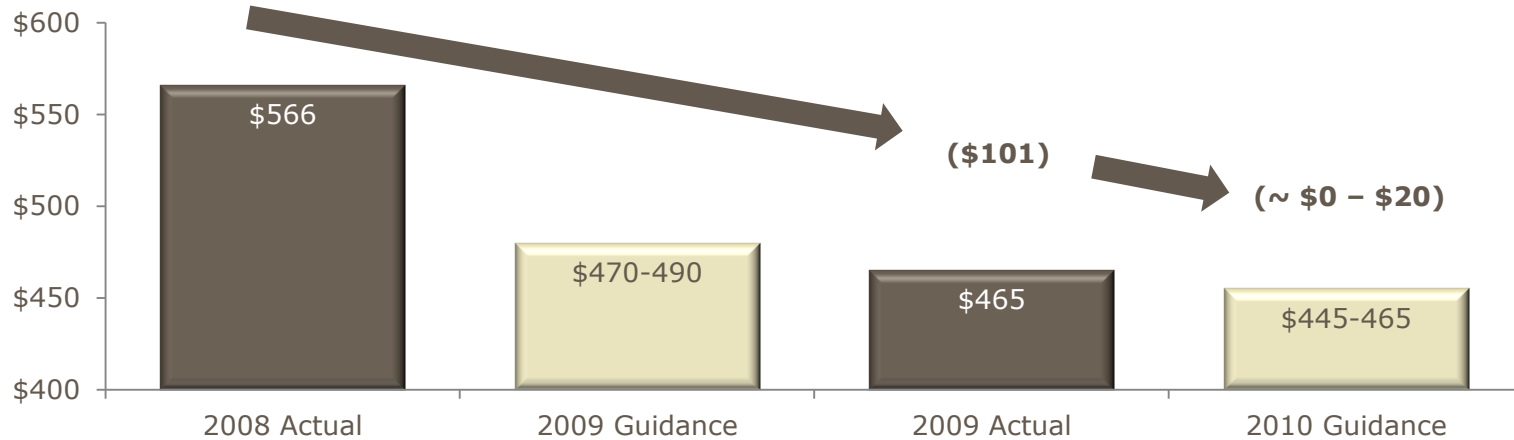 $600
$550
$500
$450
$400
$566
$470-490
$465
$445-465
($101)
(~ $0 – $20)
2008 Actual
2009 Guidance
2009 Actual
2010 Guidance